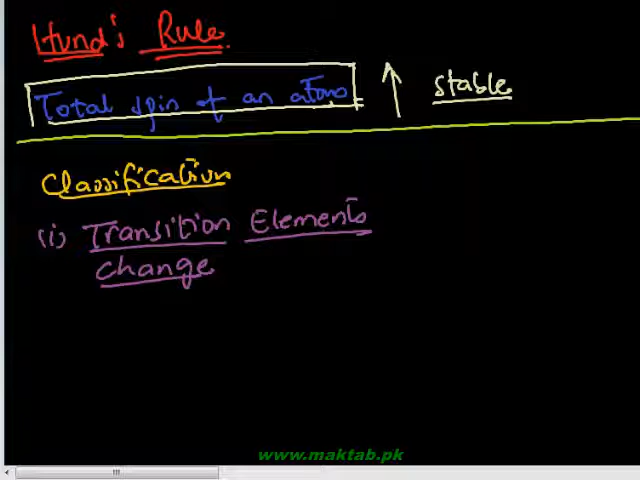 Hund's Rule.
Total spin of an atom ↑ stable
Classification
(i) Transition Elements
Change
www.maktab.pk